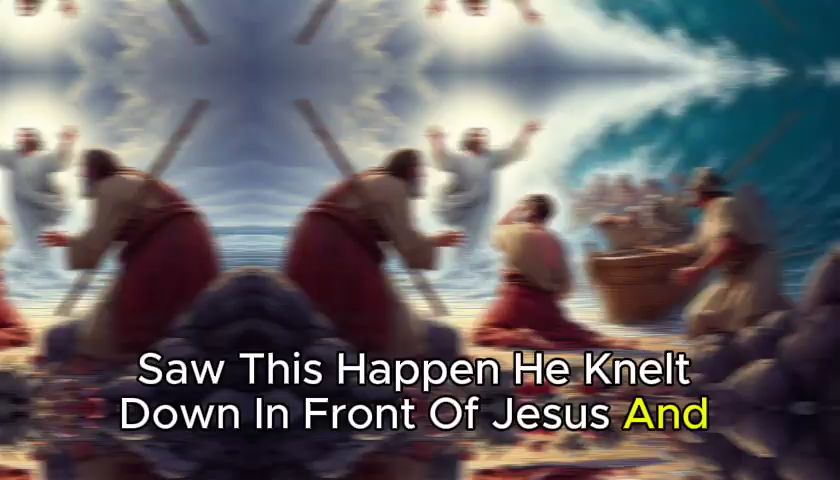 Saw This Happen He Knelt
Down In Front Of Jesus And